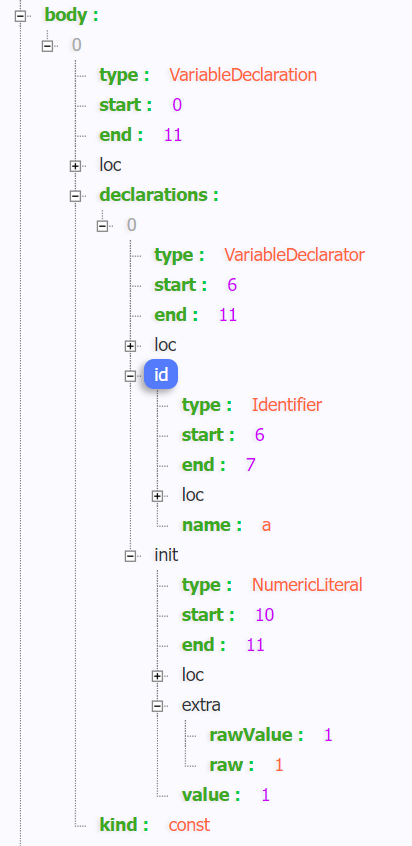 body :
0
type : VariableDeclaration
start : 0
end : 11
loc
declarations :
0
type : VariableDeclarator
start : 6
end : 11
loc
id
type : Identifier
start : 6
end : 7
loc
name : a
init
type : NumericLiteral
start : 10
end : 11
loc
extra
rawValue : 1
raw : 1
value : 1
kind : const